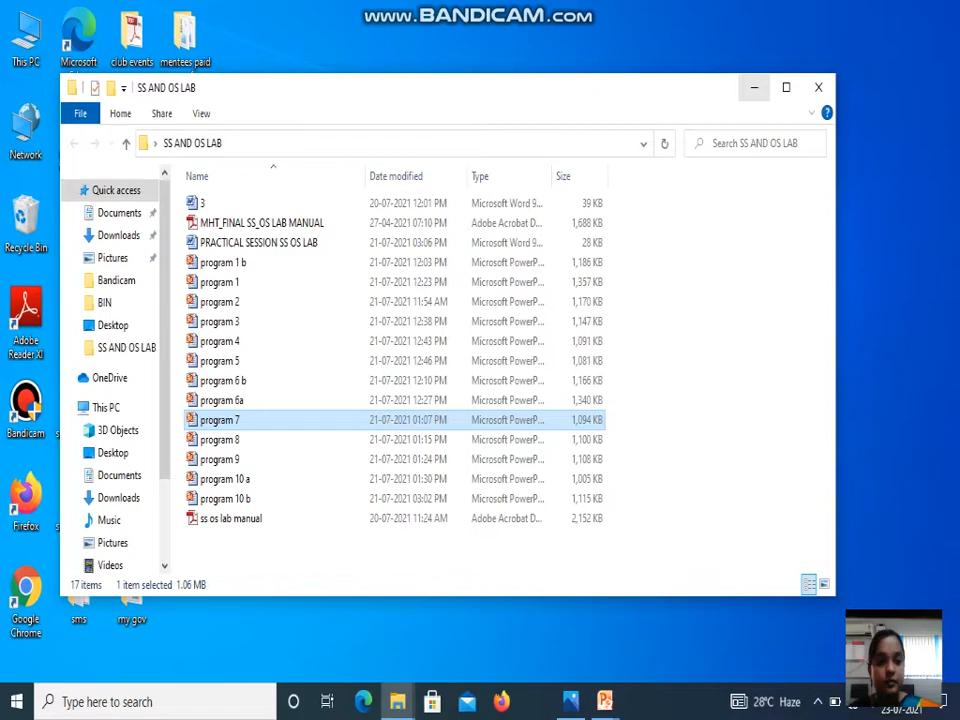 www.BANDICAM.com
This PC
Microsoft
club events
mentees paid
SS AND OS LAB
File
Home
Share
View
SS AND OS LAB
Search SS AND OS LAB
Name
Date modified
Type
Size
Quick access
Documents
Downloads
Pictures
Bandicam
BIN
Desktop
SS AND OS LAB
OneDrive
This PC
3D Objects
Desktop
Documents
Downloads
Music
Pictures
Videos
3 20-07-2021 12:01 PM Microsoft Word 9... 39 KB
MHT_FINAL SS_OS LAB MANUAL 27-04-2021 07:10 PM Adobe Acrobat D... 1,688 KB
PRACTICAL SESSION SS OS LAB 21-07-2021 03:06 PM Microsoft Word 9... 28 KB
program 1 b 21-07-2021 12:03 PM Microsoft PowerP... 1,186 KB
program 1 21-07-2021 12:23 PM Microsoft PowerP... 1,357 KB
program 2 21-07-2021 11:54 AM Microsoft PowerP... 1,170 KB
program 3 21-07-2021 12:38 PM Microsoft PowerP... 1,147 KB
program 4 21-07-2021 12:43 PM Microsoft PowerP... 1,091 KB
program 5 21-07-2021 12:46 PM Microsoft PowerP... 1,081 KB
program 6 b 21-07-2021 12:10 PM Microsoft PowerP... 1,166 KB
program 6a 21-07-2021 12:27 PM Microsoft PowerP... 1,340 KB
program 7 21-07-2021 01:07 PM Microsoft PowerP... 1,094 KB
program 8 21-07-2021 01:15 PM Microsoft PowerP... 1,100 KB
program 9 21-07-2021 01:24 PM Microsoft PowerP... 1,108 KB
program 10 a 21-07-2021 01:30 PM Microsoft PowerP... 1,005 KB
program 10 b 21-07-2021 03:02 PM Microsoft PowerP... 1,115 KB
ss os lab manual 20-07-2021 11:24 AM Adobe Acrobat D... 2,152 KB
17 items 1 item selected 1.06 MB
Network
Recycle Bin
Adobe
Reader XI
Bandicam
Firefox
Google
Chrome
sms
my gov
Type here to search
28°C Haze
23-07-2021